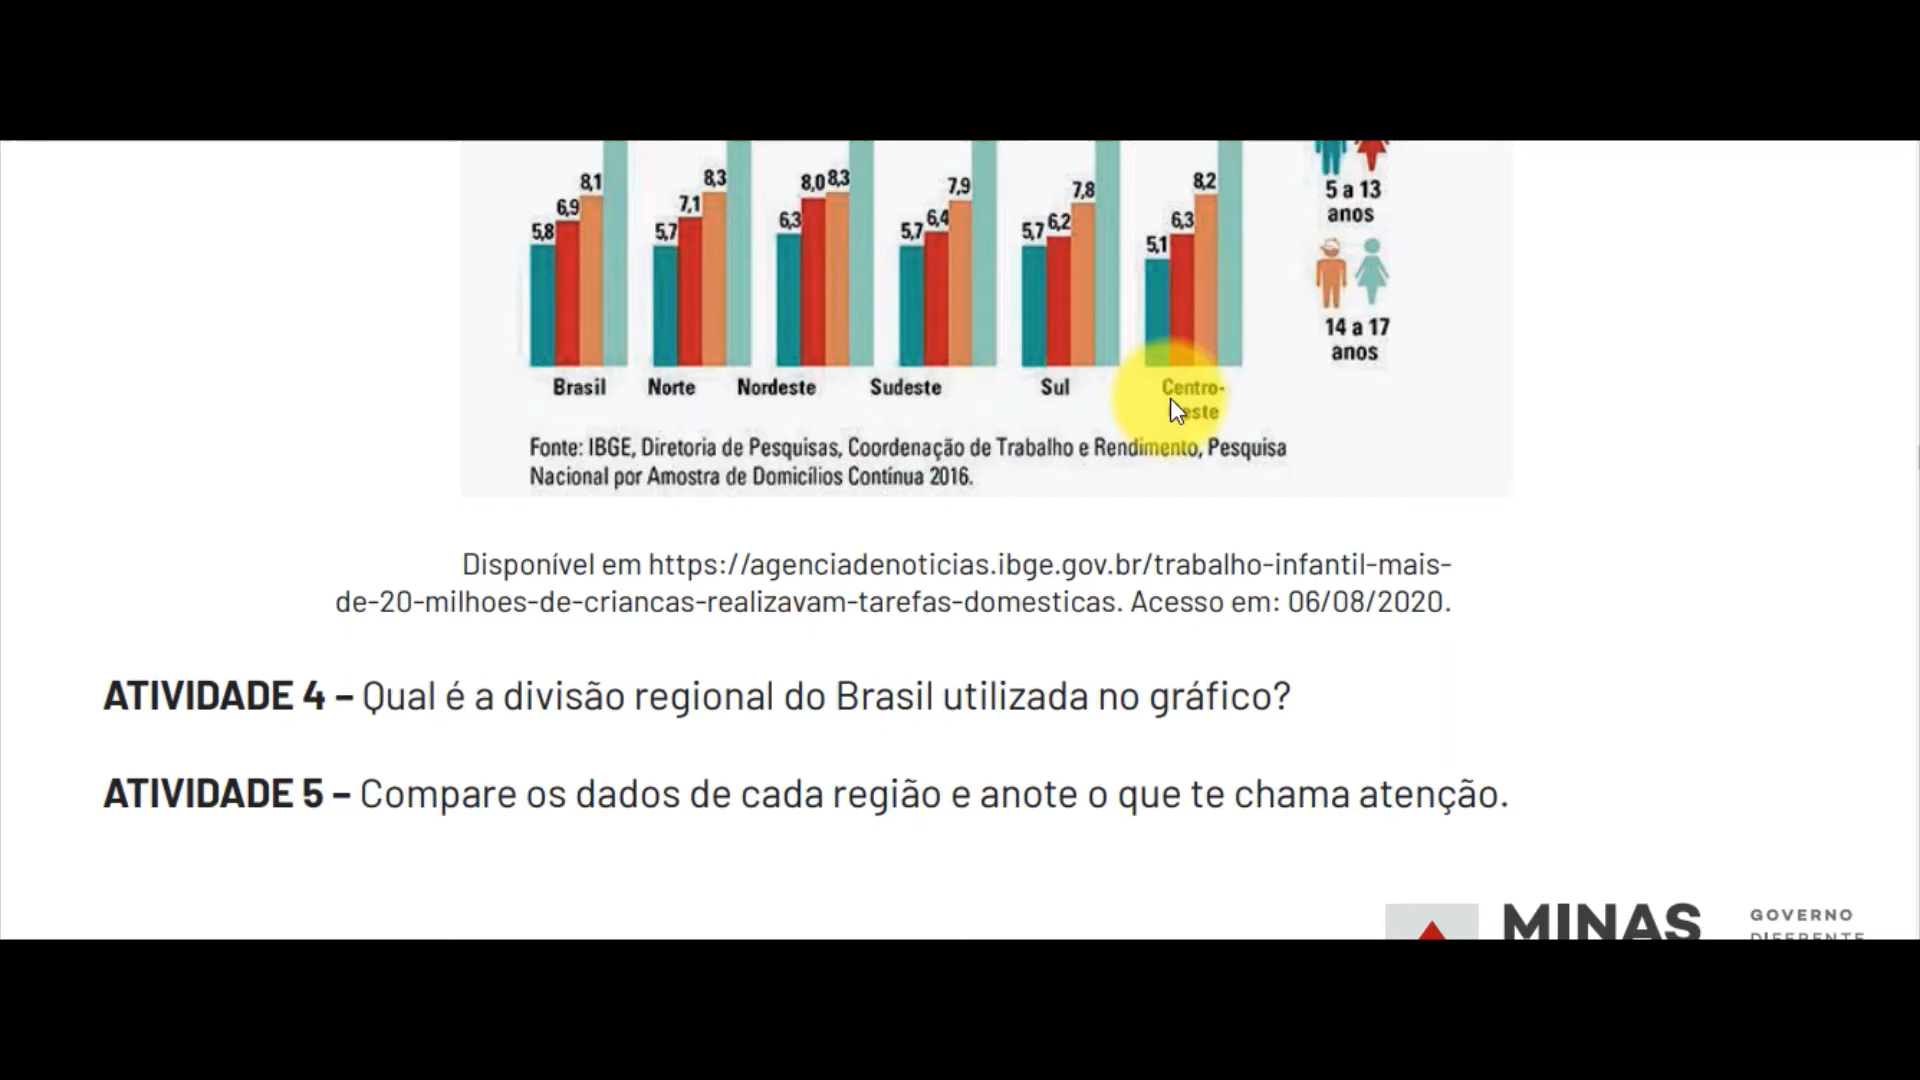 8,1
6,9
5,8
8,3
7,1
5,7
8,0 8,3
6,3
7,9
6,4
5,7
7,8
6,2
5,7
8,2
6,3
5,1
5 a 13
anos
14 a 17
anos
Brasil Norte Nordeste Sudeste Sul Centro-
Fonte: IBGE, Diretoria de Pesquisas, Coordenação de Trabalho e Rendimento, Pesquisa
Nacional por Amostra de Domicílios Contínua 2016.
Disponível em https://agenciadenoticias.ibge.gov.br/trabalho-infantil-mais-
de-20-milhoes-de-criancas-realizavam-tarefas-domesticas. Acesso em: 06/08/2020.
ATIVIDADE 4 – Qual é a divisão regional do Brasil utilizada no gráfico?
ATIVIDADE 5 – Compare os dados de cada região e anote o que te chama atenção.
MINAS
GOVERNO
DIFERENTE